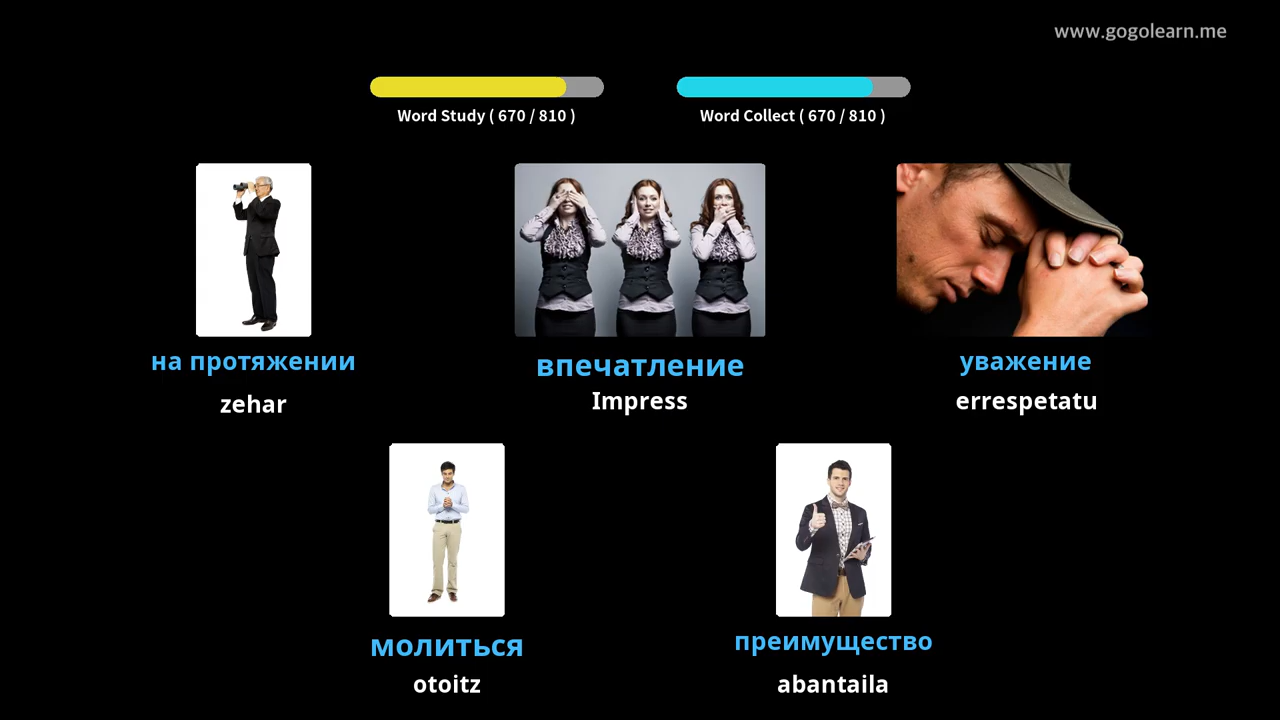 www.gogolearn.me
Word Study ( 670 / 810 )
Word Collect ( 670 / 810 )
на протяжении
zehar
впечатление
Impress
уважение
errespetatu
молиться
otoitz
преимущество
abantaila